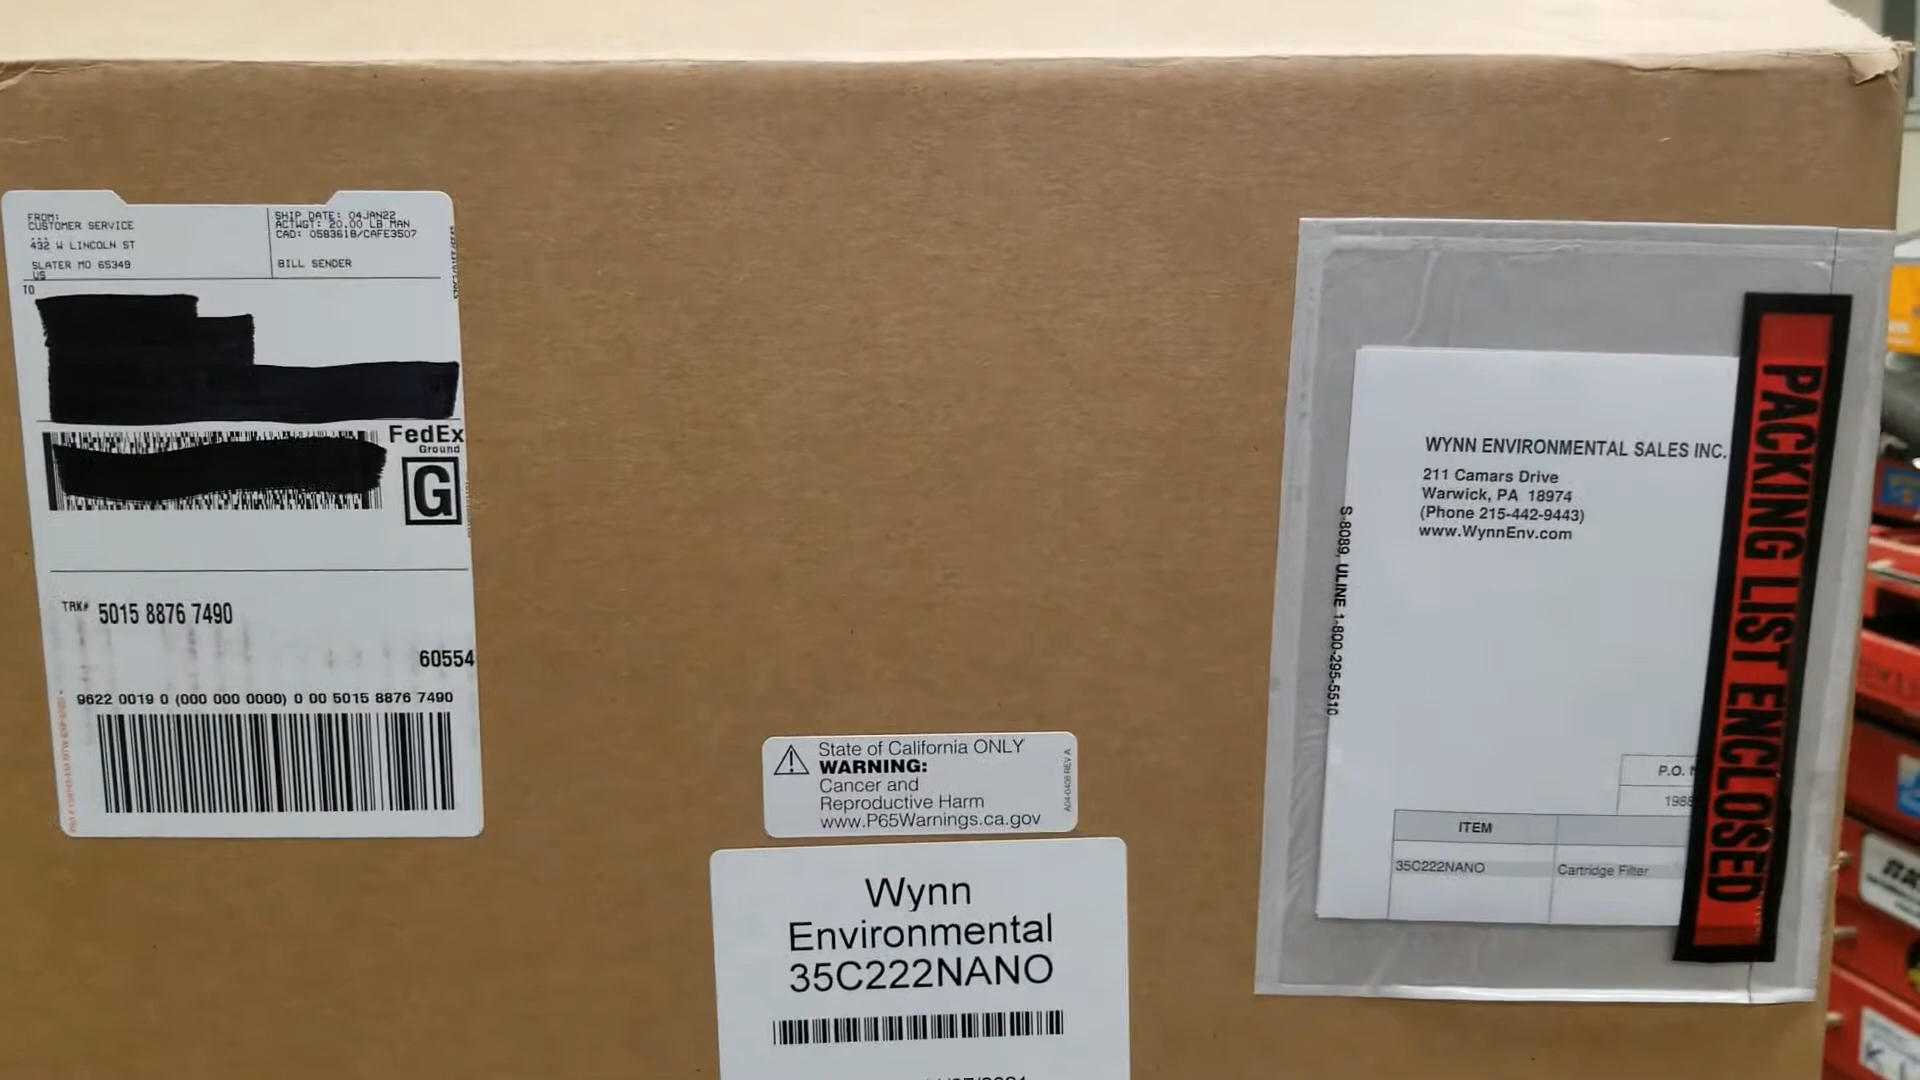 FROM:
CUSTOMER SERVICE
432 W LINCOLN ST
SLATER MO 65349
US
SHIP DATE: 04JAN22
ACTWGT: 20.00 LB MAN
CAD: 0583618/CAFE3507
BILL SENDER
TO
FedEx
Ground
G
TRK# 5015 8876 7490
60554
9622 0019 0 (000 000 0000) 0 00 5015 8876 7490
State of California ONLY
WARNING:
Cancer and
Reproductive Harm
www.P65Warnings.ca.gov
A04-0408 REV A
Wynn
Environmental
35C222NANO
WYNN ENVIRONMENTAL SALES INC.
211 Camars Drive
Warwick, PA 18974
(Phone 215-442-9443)
www.WynnEnv.com
S-8089, ULINE 1-800-295-5510
P.O.
ITEM
35C222NANO Cartridge Filter
PACKING LIST ENCLOSED